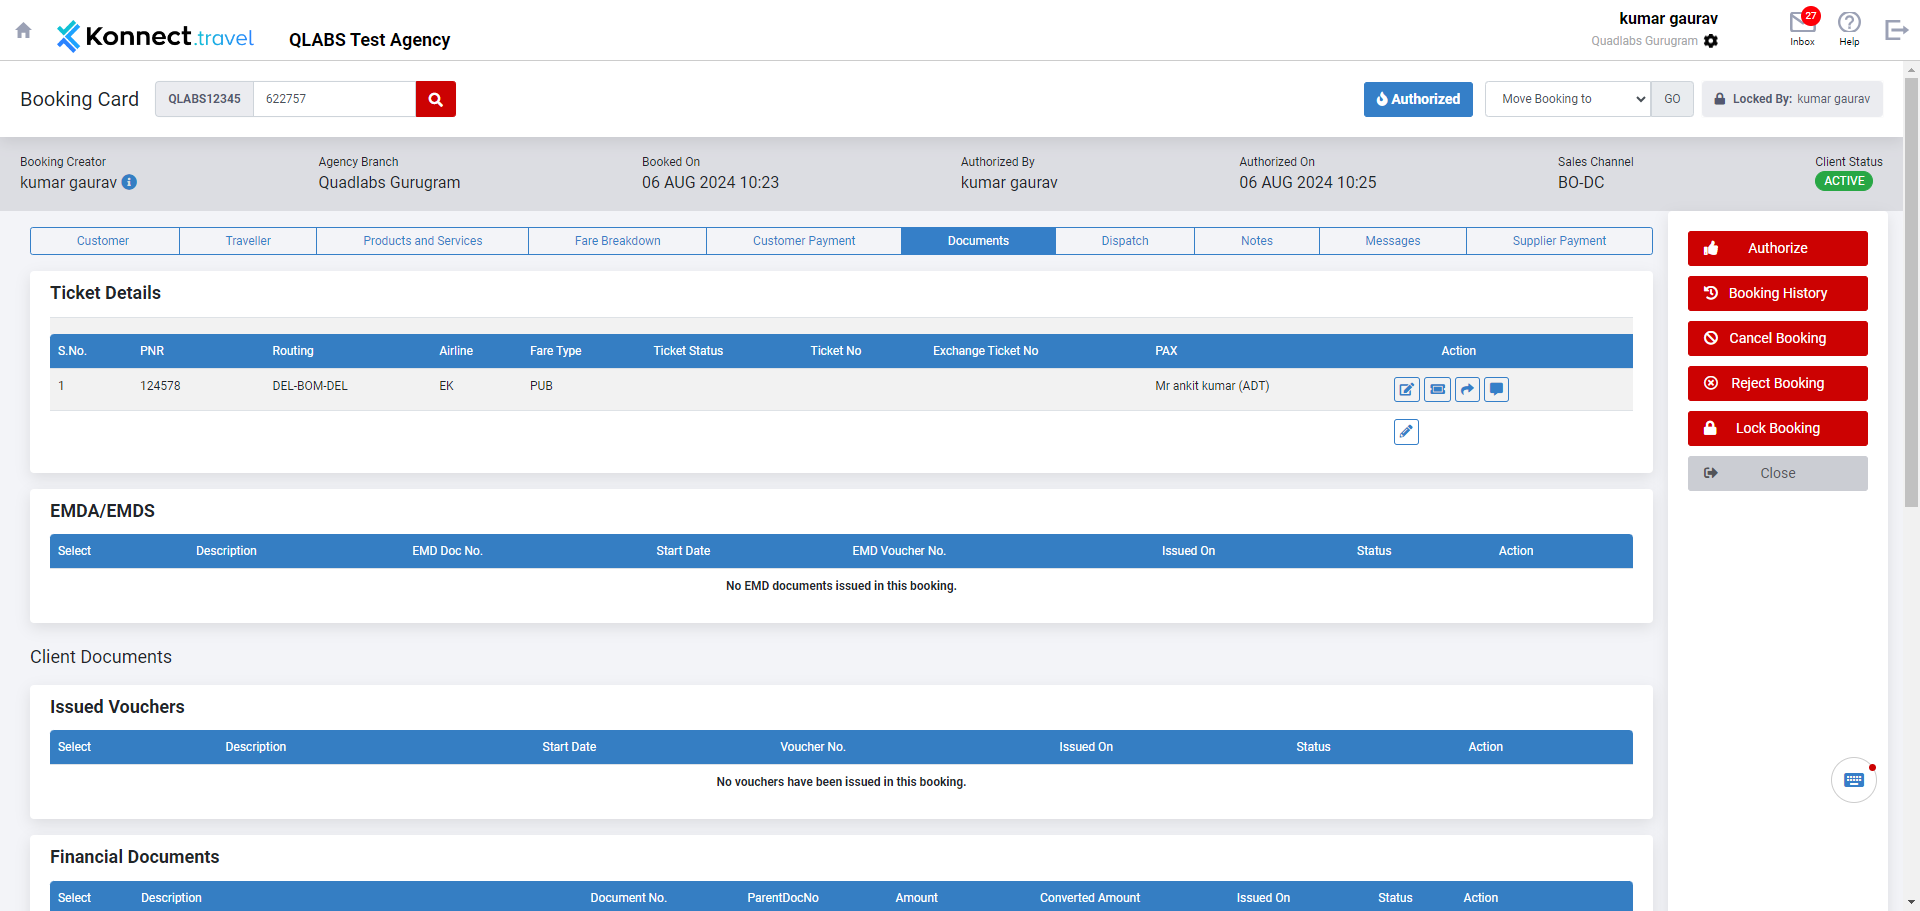 Konnect.travel
QLABS Test Agency
kumar gaurav
Quadlabs Gurugram
27
Inbox
Help
Booking Card
QLABS12345
622757
Authorized
Move Booking to
GO
Locked By: kumar gaurav
Booking Creator
kumar gaurav
Agency Branch
Quadlabs Gurugram
Booked On
06 AUG 2024 10:23
Authorized By
kumar gaurav
Authorized On
06 AUG 2024 10:25
Sales Channel
BO-DC
Client Status
ACTIVE
Customer
Traveller
Products and Services
Fare Breakdown
Customer Payment
Documents
Dispatch
Notes
Messages
Supplier Payment
Authorize
Booking History
Cancel Booking
Reject Booking
Lock Booking
Close
Ticket Details
S.No. PNR Routing Airline Fare Type Ticket Status Ticket No Exchange Ticket No PAX Action
1 124578 DEL-BOM-DEL EK PUB Mr ankit kumar (ADT)
EMDA/EMDS
Select Description EMD Doc No. Start Date EMD Voucher No. Issued On Status Action
No EMD documents issued in this booking.
Client Documents
Issued Vouchers
Select Description Start Date Voucher No. Issued On Status Action
No vouchers have been issued in this booking.
Financial Documents
Select Description Document No. ParentDocNo Amount Converted Amount Issued On Status Action